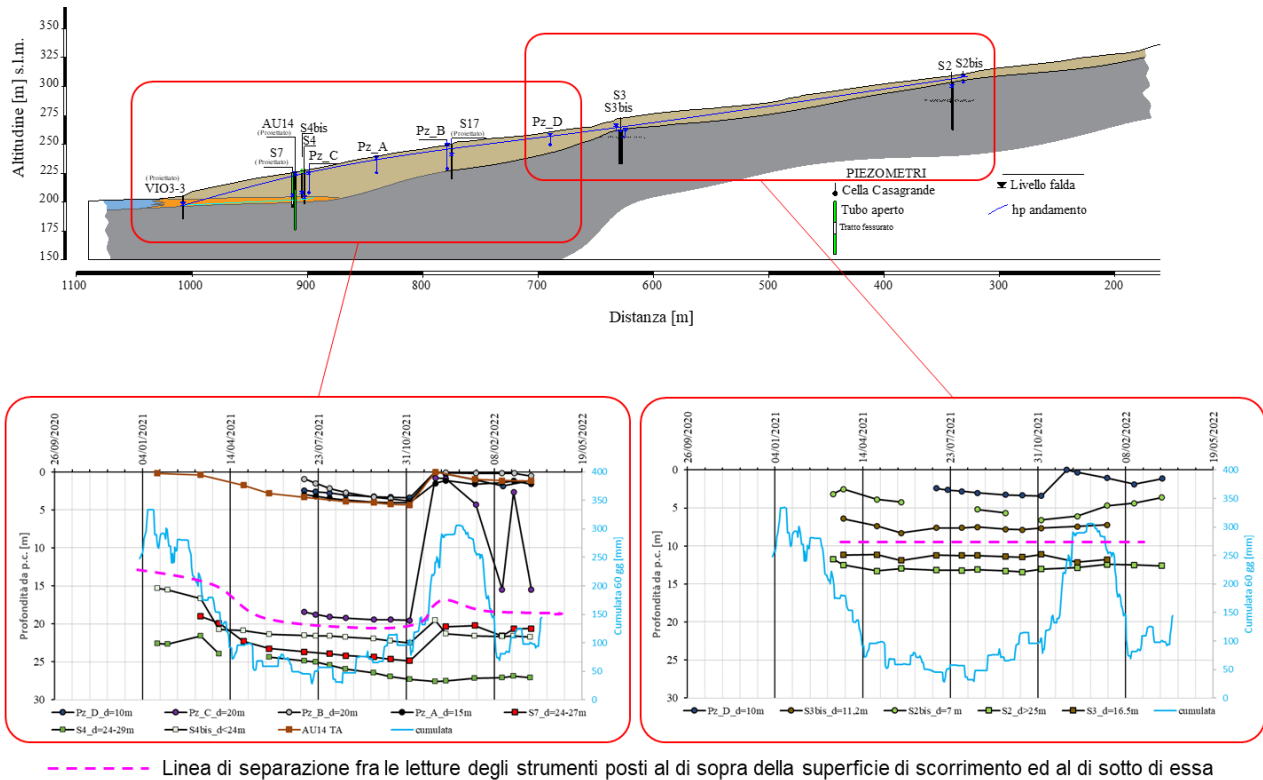 Altitudine [m] s.l.m.
350
325
300
275
250
225
200
175
150
1100
1000
900
800
700
600
500
400
300
200
Distanza [m]
(Proiettato)
VIO3-3
S7
(Proiettato)
AU14
(Proiettato)
S4bis
S4
Pz_C
Pz_A
Pz_B
S17
(Proiettato)
Pz_D
S3
S3bis
S2
S2bis
PIEZOMETRI
Cella Casagrande
Tubo aperto
Tratto fessurato
Livello falda
hp andamento
26/09/2020
04/01/2021
14/04/2021
23/07/2021
31/10/2021
08/02/2022
19/05/2022
Profondità da p.c. [m]
0
5
10
15
20
25
30
400
350
300
250
200
150
100
50
0
Cumulata 60 gg [mm]
Pz_D_d=10m
Pz_C_d=20m
Pz_B_d=20m
Pz_A_d=15m
S7_d=24-27m
S4_d=24-29m
S4bis_d<24m
AU14 TA
cumulata
26/09/2020
04/01/2021
14/04/2021
23/07/2021
31/10/2021
08/02/2022
19/05/2022
Profondità da p.c. [m]
0
5
10
15
20
25
30
400
350
300
250
200
150
100
50
0
Cumulata 60 gg [mm]
Pz_D_d=10m
S3bis_d=11,2m
S2bis_d=7 m
S2_d>25m
S3_d=16.5m
cumulata
Linea di separazione fra le letture degli strumenti posti al di sopra della superficie di scorrimento ed al di sotto di essa